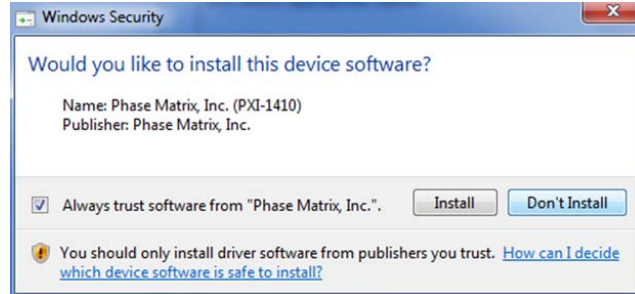 Windows Security
Would you like to install this device software?
Name: Phase Matrix, Inc. (PXI-1410)
Publisher: Phase Matrix, Inc.
Always trust software from "Phase Matrix, Inc.".
Install
Don't Install
You should only install driver software from publishers you trust. How can I decide
which device software is safe to install?